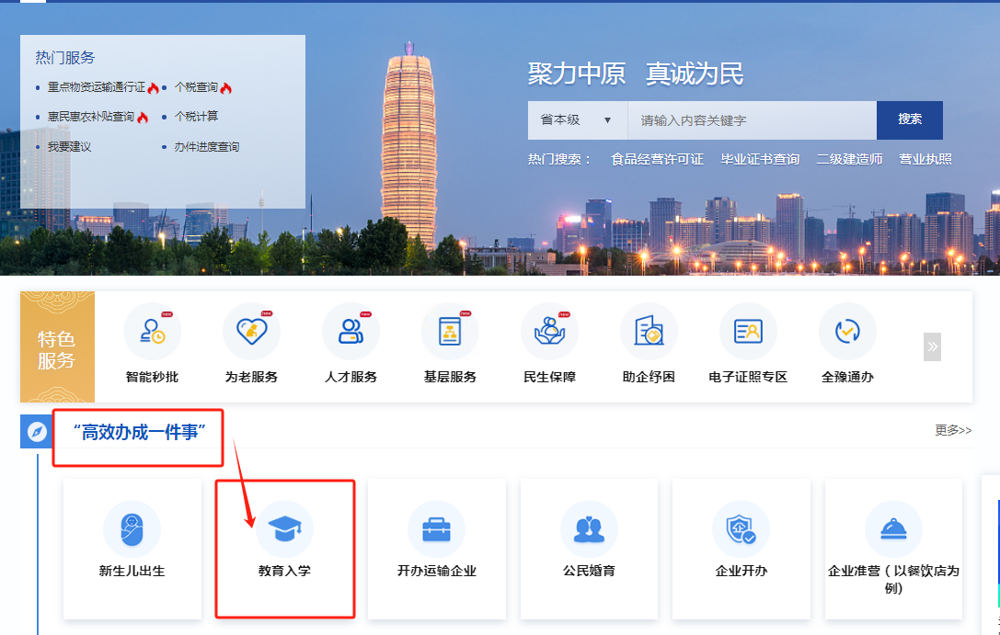 热门服务
重点物资运输通行证
个税查询
惠民惠农补贴查询
个税计算
我要建议
办件进度查询
聚力中原 真诚为民
省本级 ▼
请输入内容关键字
搜索
热门搜索： 食品经营许可证 毕业证书查询 二级建造师 营业执照
特色
服务
new
智能秒批
new
为老服务
new
人才服务
new
基层服务
new
民生保障
助企纾困
电子证照专区
全豫通办
“高效办成一件事”
更多>>
新生儿出生
教育入学
开办运输企业
公民婚育
企业开办
企业准营（以餐饮店为
例）